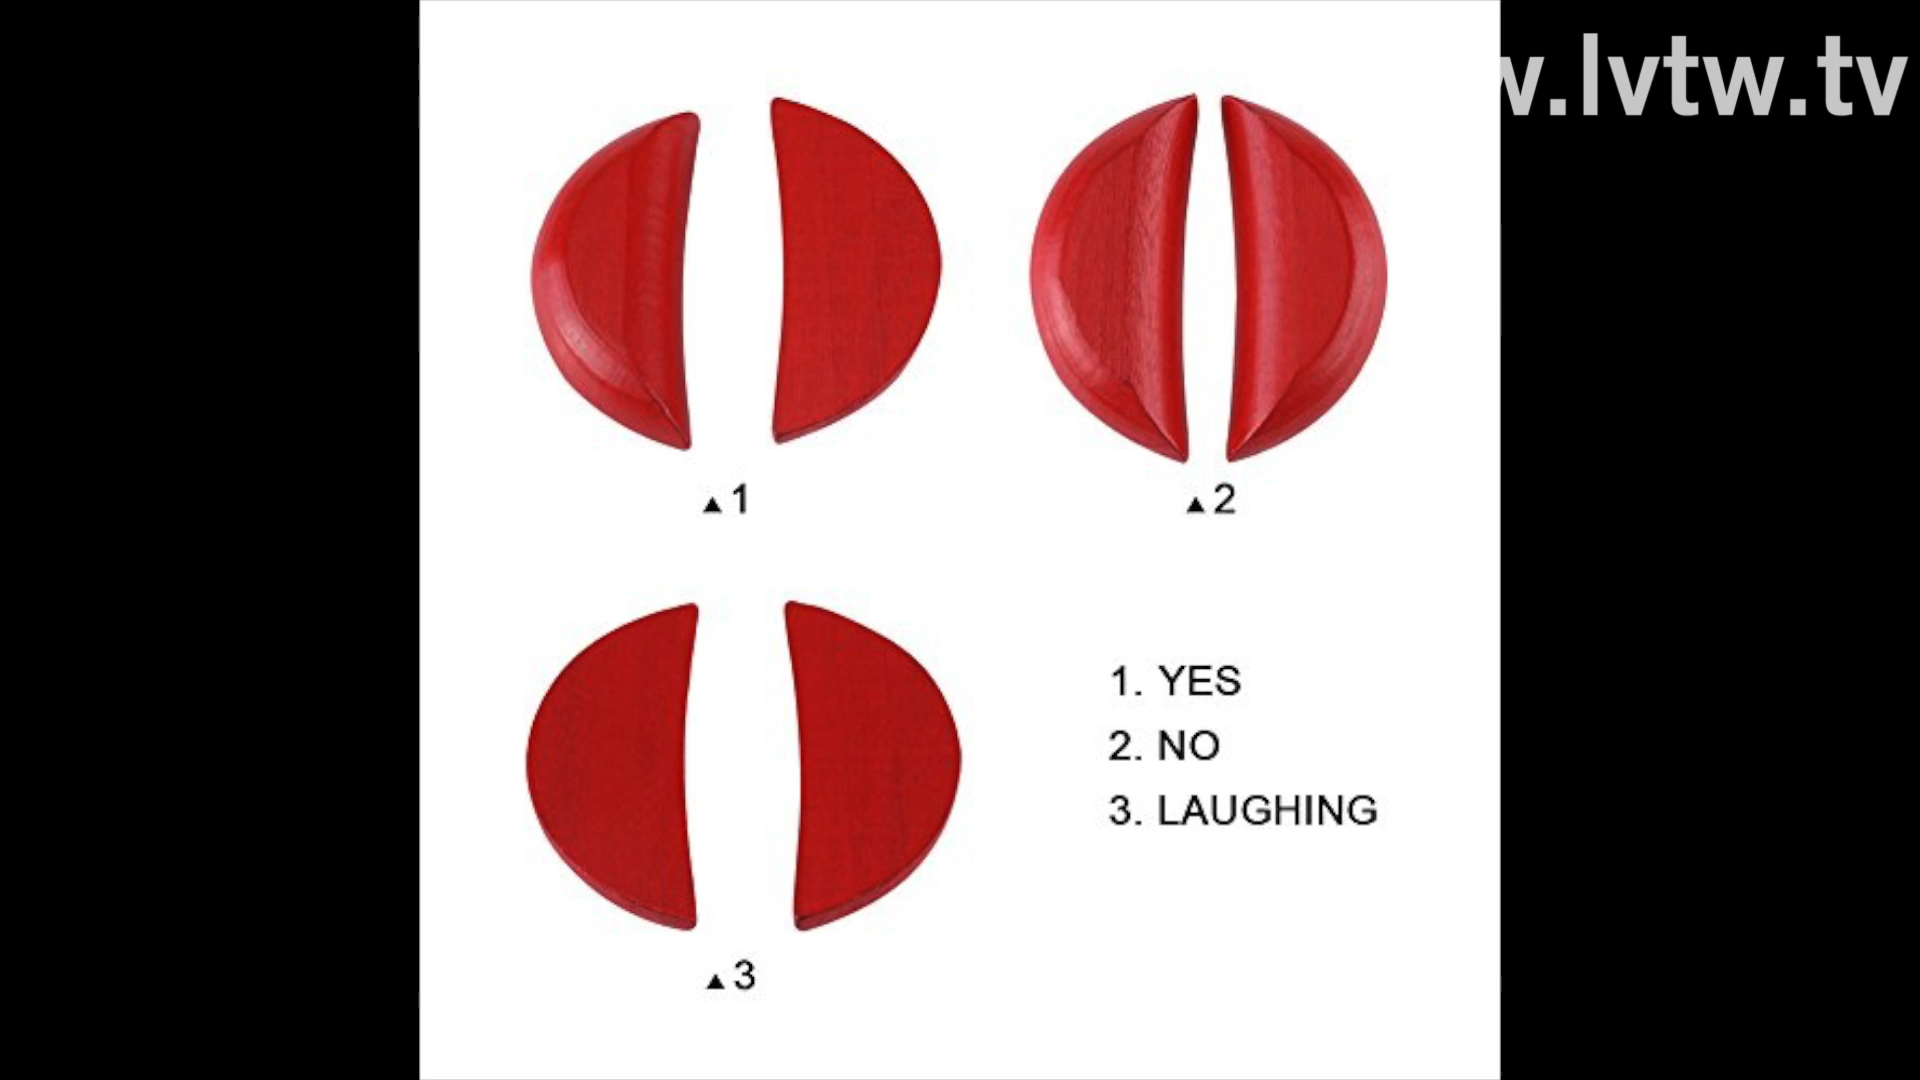 .lvtw.tv
▲1
▲2
1. YES
2. NO
3. LAUGHING
▲3